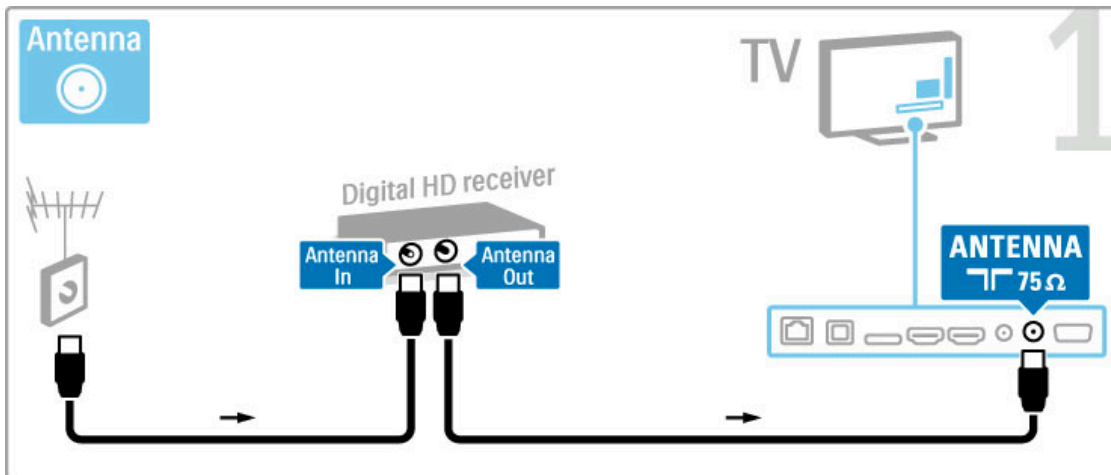 Antenna
TV
1
Digital HD receiver
Antenna
In
Antenna
Out
ANTENNA
75 Ω